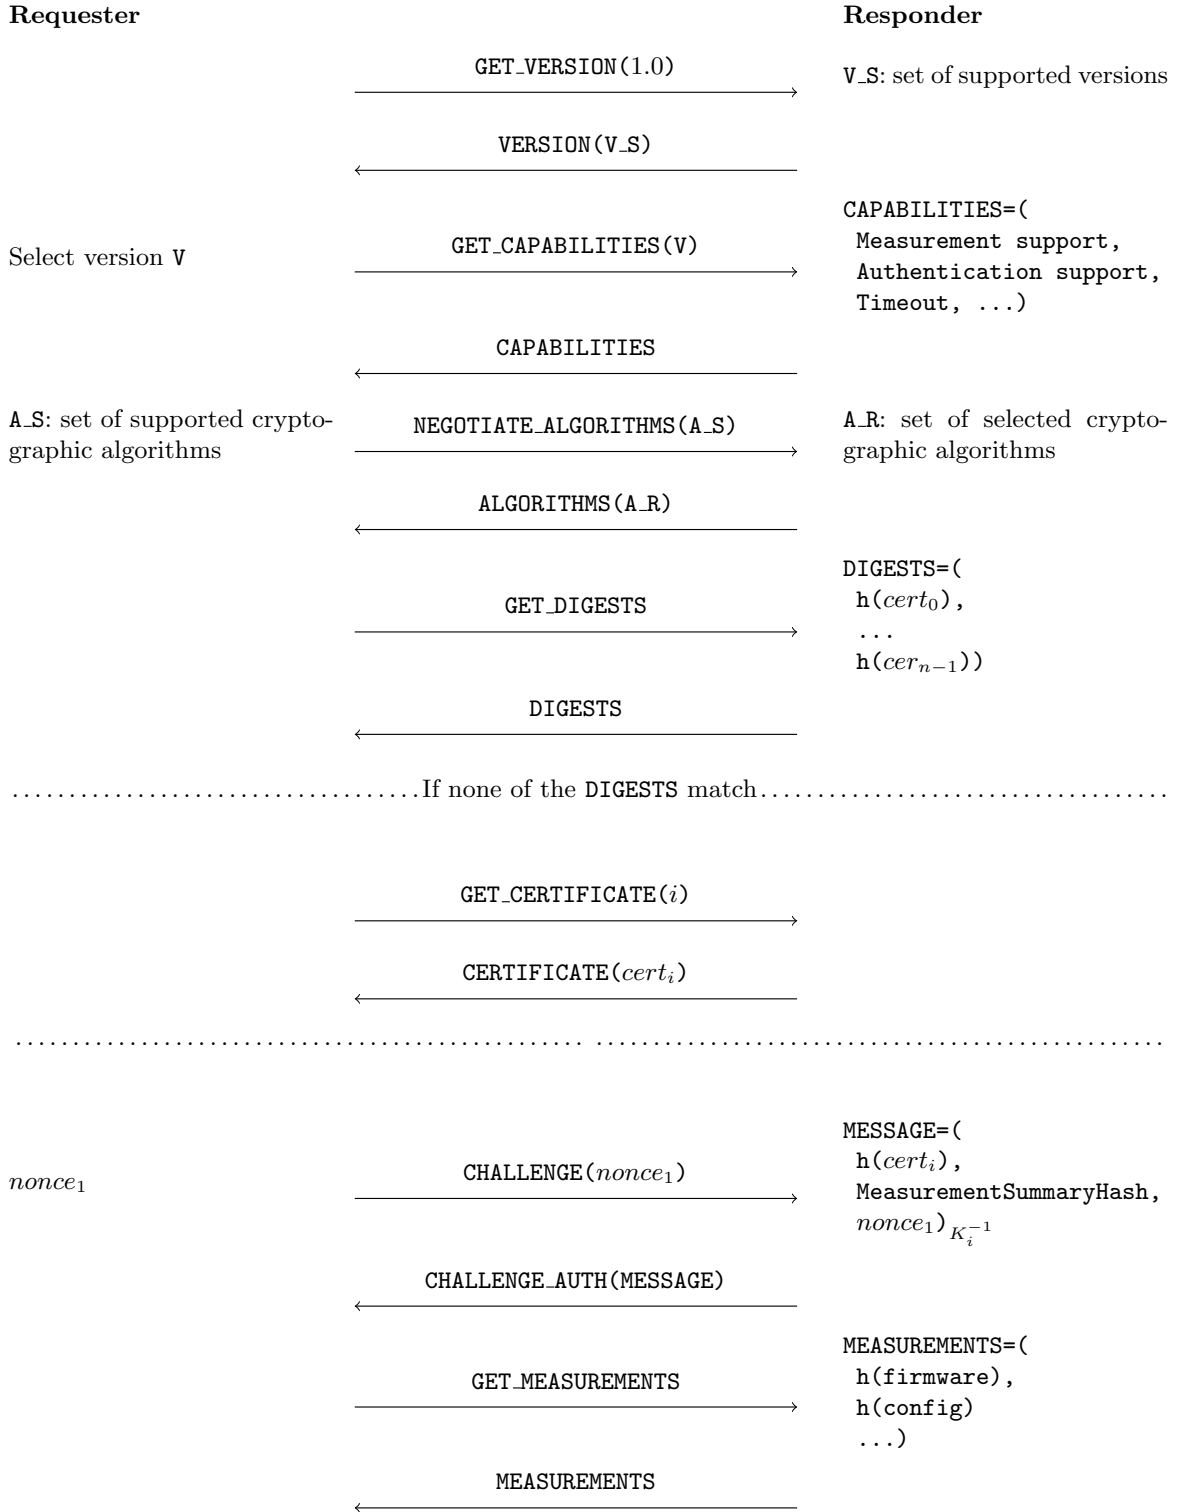 Requester Responder
GET_VERSION(1.0)
V_S: set of supported versions
VERSION(V_S)
CAPABILITIES=(
Measurement support,
Authentication support,
Timeout, ...)
Select version V
GET_CAPABILITIES(V)
CAPABILITIES
A_S: set of supported crypto-
graphic algorithms
NEGOTIATE_ALGORITHMS(A_S)
A_R: set of selected crypto-
graphic algorithms
ALGORITHMS(A_R)
GET_DIGESTS
DIGESTS=(
h(cert₀),
...
h(cerₙ₋₁))
DIGESTS
If none of the DIGESTS match
GET_CERTIFICATE(i)
CERTIFICATE(certᵢ)
nonce₁
CHALLENGE(nonce₁)
MESSAGE=(
h(certᵢ),
MeasurementSummaryHash,
nonce₁)_{K_i^{-1}}
CHALLENGE_AUTH(MESSAGE)
GET_MEASUREMENTS
MEASUREMENTS=(
h(firmware),
h(config)
...)
MEASUREMENTS